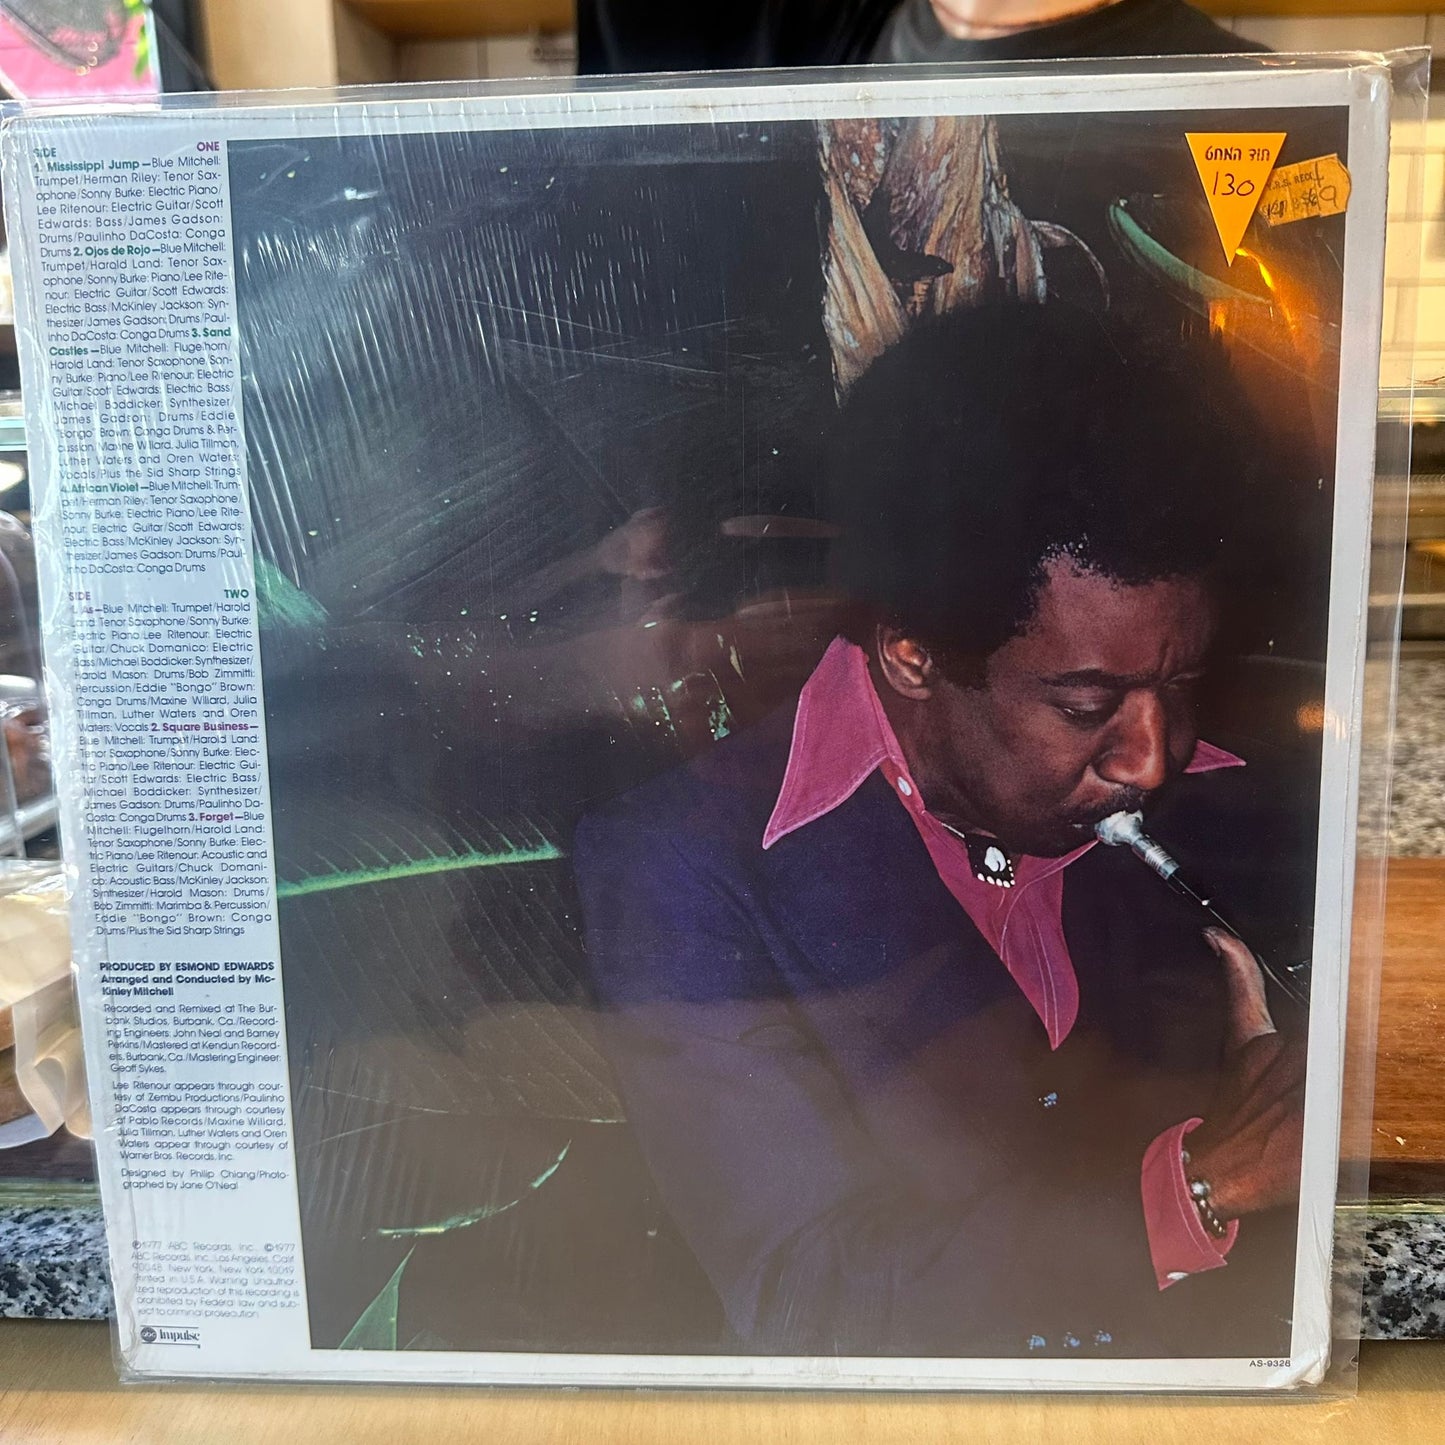 SIDE ONE
1. Mississippi Jump—Blue Mitchell:
Trumpet/Herman Riley: Tenor Sax-
ophone/Sonny Burke: Electric Piano/
Lee Ritenour: Electric Guitar/Scott
Edwards: Bass/James Gadson:
Drums/Paulinho DaCosta: Conga
Drums 2. Ojos de Rojo—Blue Mitchell:
Trumpet/Harold Land: Tenor Sax-
ophone/Sonny Burke: Piano/Lee Rite-
nour: Electric Guitar/Scott Edwards:
Electric Bass/McKinley Jackson: Syn-
thesizer/James Gadson: Drums/Paul-
inho DaCosta: Conga Drums 3. Sand
Castles—Blue Mitchell: Flugelhorn/
Harold Land: Tenor Saxophone/Son-
ny Burke: Piano/Lee Ritenour: Electric
Guitar/Scott Edwards: Electric Bass/
Michael Boddicker: Synthesizer/
James Gadson: Drums/Eddie
"Bongo" Brown: Conga Drums & Per-
cussion/Maxine Willard, Julia Tillman,
Luther Waters and Oren Waters:
Vocals/Plus the Sid Sharp Strings
4. African Violet—Blue Mitchell: Trum-
pet/Herman Riley: Tenor Saxophone/
Sonny Burke: Electric Piano/Lee Rite-
nour: Electric Guitar/Scott Edwards:
Electric Bass/McKinley Jackson: Syn-
thesizer/James Gadson: Drums/Paul-
inho DaCosta: Conga Drums
SIDE TWO
1. As—Blue Mitchell: Trumpet/Harold
Land: Tenor Saxophone/Sonny Burke:
Electric Piano/Lee Ritenour: Electric
Guitar/Chuck Domanico: Electric
Bass/Michael Boddicker: Synthesizer/
Harold Mason: Drums/Bob Zimmitti:
Percussion/Eddie "Bongo" Brown:
Conga Drums/Maxine Willard, Julia
Tillman, Luther Waters and Oren
Waters: Vocals 2. Square Business—
Blue Mitchell: Trumpet/Harold Land:
Tenor Saxophone/Sonny Burke: Elec-
tric Piano/Lee Ritenour: Electric Gui-
tar/Scott Edwards: Electric Bass/
Michael Boddicker: Synthesizer/
James Gadson: Drums/Paulinho Da-
Costa: Conga Drums 3. Forget—Blue
Mitchell: Flugelhorn/Harold Land:
Tenor Saxophone/Sonny Burke: Elec-
tric Piano/Lee Ritenour: Acoustic and
Electric Guitars/Chuck Domani-
co: Acoustic Bass/McKinley Jackson:
Synthesizer/Harold Mason: Drums/
Bob Zimmitti: Marimba & Percussion/
Eddie "Bongo" Brown: Conga
Drums/Plus the Sid Sharp Strings
PRODUCED BY ESMOND EDWARDS
Arranged and Conducted by Mc-
Kinley Mitchell
Recorded and Remixed at The Bur-
bank Studios, Burbank, Ca./Record-
ing Engineers: John Neal and Barney
Perkins/Mastered at Kendun Record-
ers, Burbank, Ca./Mastering Engineer:
Geoff Sykes.
Lee Ritenour appears through cour-
tesy of Zembu Productions/Paulinho
DaCosta appears through courtesy
of Pablo Records/Maxine Willard,
Julia Tillman, Luther Waters and Oren
Waters appear through courtesy of
Warner Bros. Records, Inc.
Designed by Philip Chiang/Photo-
graphed by Jane O'Neal
℗1977 ABC Records, Inc. ©1977
ABC Records, Inc., Los Angeles, Calif.
90048. New York, New York 10019
Printed in U.S.A. Warning: Unauthor-
ized reproduction of this recording is
prohibited by Federal law and sub-
ject to criminal prosecution.
abc Impulse
חוד המחט
130
AS-9328